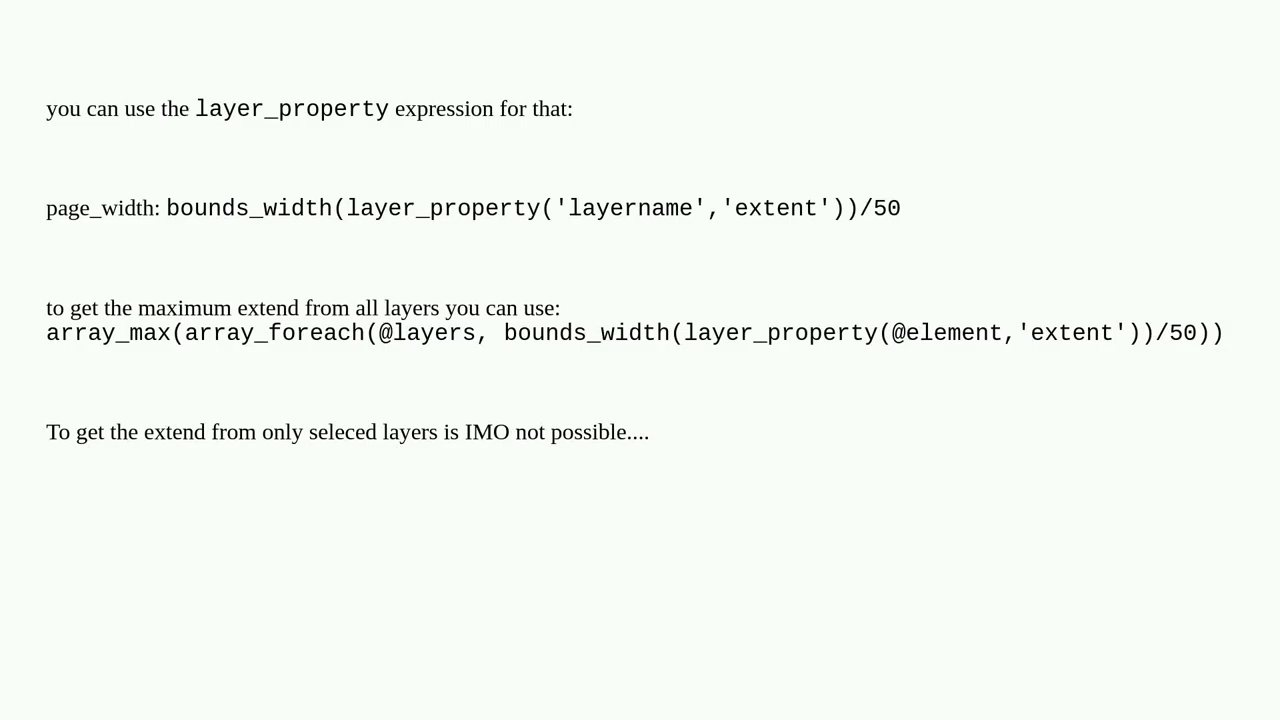 you can use the layer_property expression for that:
page_width: bounds_width(layer_property('layername','extent'))/50
to get the maximum extend from all layers you can use:
array_max(array_foreach(@layers, bounds_width(layer_property(@element,'extent'))/50))
To get the extend from only seleced layers is IMO not possible....